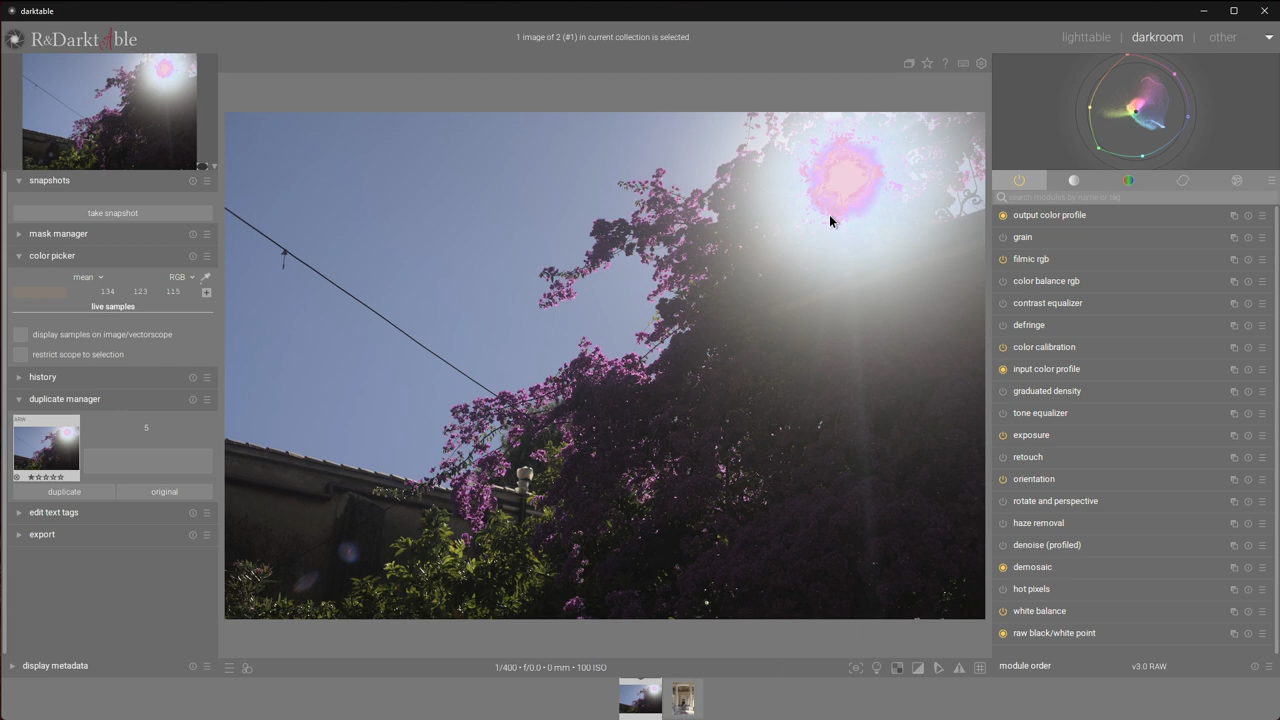 darktable
R&Darktable
1 image of 2 (#1) in current collection is selected
lighttable | darkroom | other
snapshots
take snapshot
mask manager
color picker
mean RGB
134 123 115
live samples
display samples on image/vectorscope
restrict scope to selection
history
duplicate manager
RAW
5
duplicate original
edit text tags
export
display metadata
1/400 • f/0.0 • 0 mm • 100 ISO
search modules by name or tag
output color profile
grain
filmic rgb
color balance rgb
contrast equalizer
defringe
color calibration
input color profile
graduated density
tone equalizer
exposure
retouch
orientation
rotate and perspective
haze removal
denoise (profiled)
demosaic
hot pixels
white balance
raw black/white point
module order v3.0 RAW